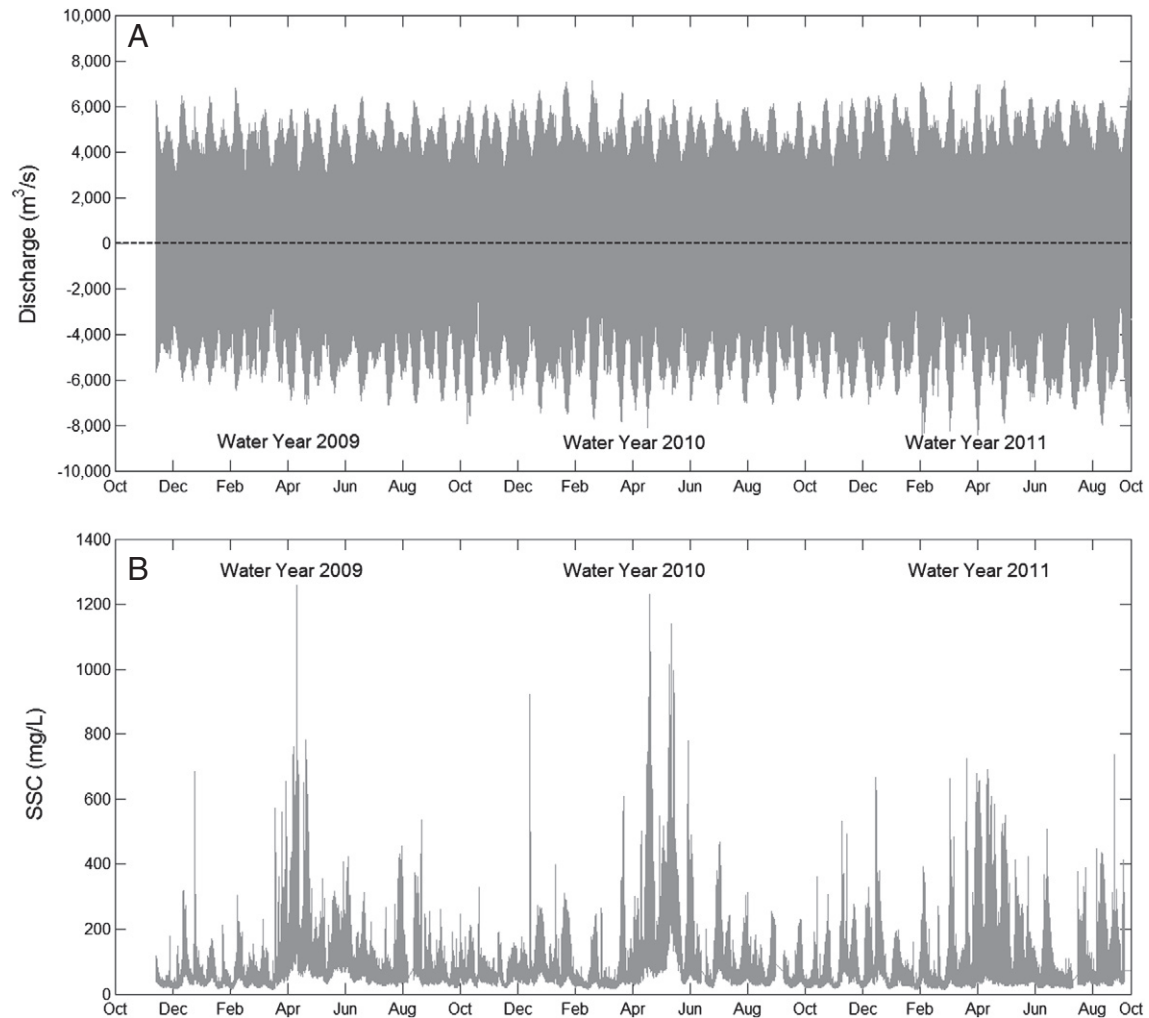 A
10,000
8,000
6,000
4,000
2,000
0
-2,000
-4,000
-6,000
-8,000
-10,000
Discharge (m³/s)
Water Year 2009 Water Year 2010 Water Year 2011
Oct Dec Feb Apr Jun Aug Oct Dec Feb Apr Jun Aug Oct Dec Feb Apr Jun Aug Oct
B
Water Year 2009 Water Year 2010 Water Year 2011
1400
1200
1000
800
600
400
200
0
SSC (mg/L)
Oct Dec Feb Apr Jun Aug Oct Dec Feb Apr Jun Aug Oct Dec Feb Apr Jun Aug Oct